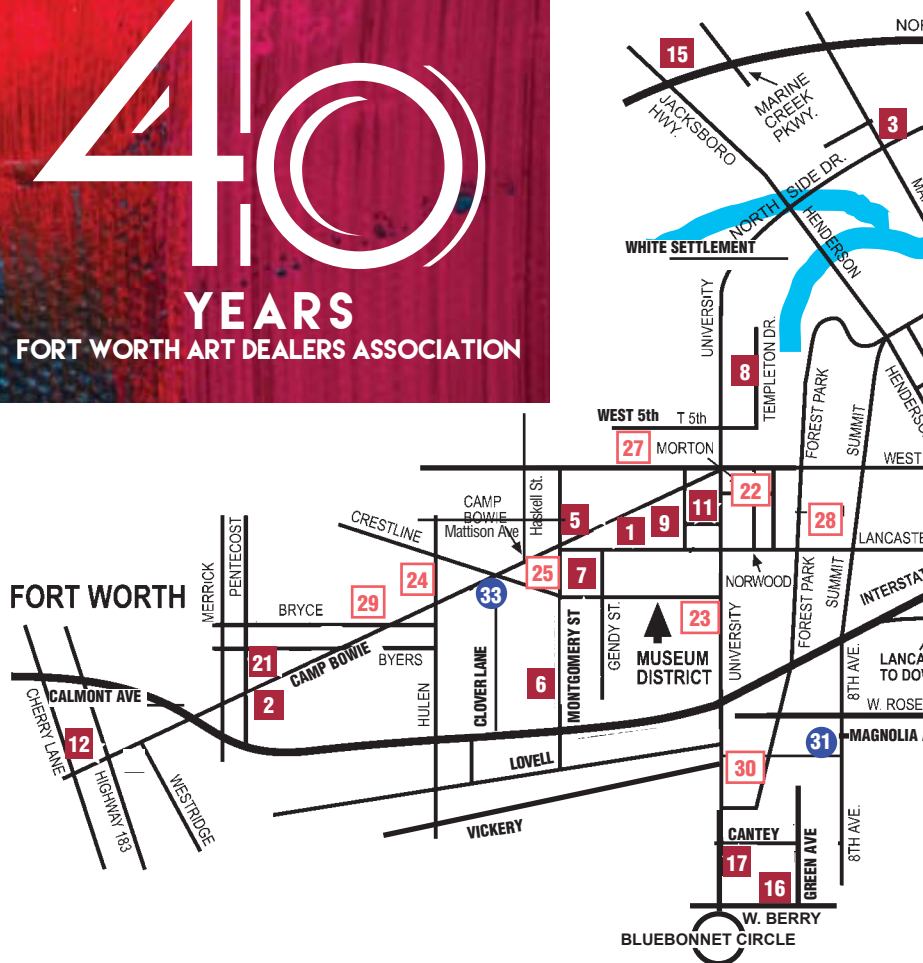 40
YEARS
FORT WORTH ART DEALERS ASSOCIATION
15
JACKSBORO
HWY.
MARINE
CREEK
PKWY.
3
NORTH SIDE DR.
HENDERSON
WHITE SETTLEMENT
UNIVERSITY
8
TEMPLETON DR.
FOREST PARK
SUMMIT
WEST 5th
T 5th
27
MORTON
WEST
22
28
CAMP
BOWIE
Mattison Ave
Haskell St.
5
1
9
11
CRESTLINE
24
25
7
33
NORWOOD
FOREST PARK
SUMMIT
FORT WORTH
MERRICK
PENTECOST
BRYCE
29
BYERS
21
CAMP BOWIE
2
HULEN
CLOVER LANE
6
MONTGOMERY ST
GENDY ST.
23
MUSEUM
DISTRICT
UNIVERSITY
8TH AVE.
CALMONT AVE
CHERRY LANE
12
HIGHWAY 183
WESTRIDGE
LOVELL
VICKERY
31
30
CANTEY
17
16
GREEN AVE
8TH AVE.
W. BERRY
BLUEBONNET CIRCLE
TO
W.
MAGNOLIA